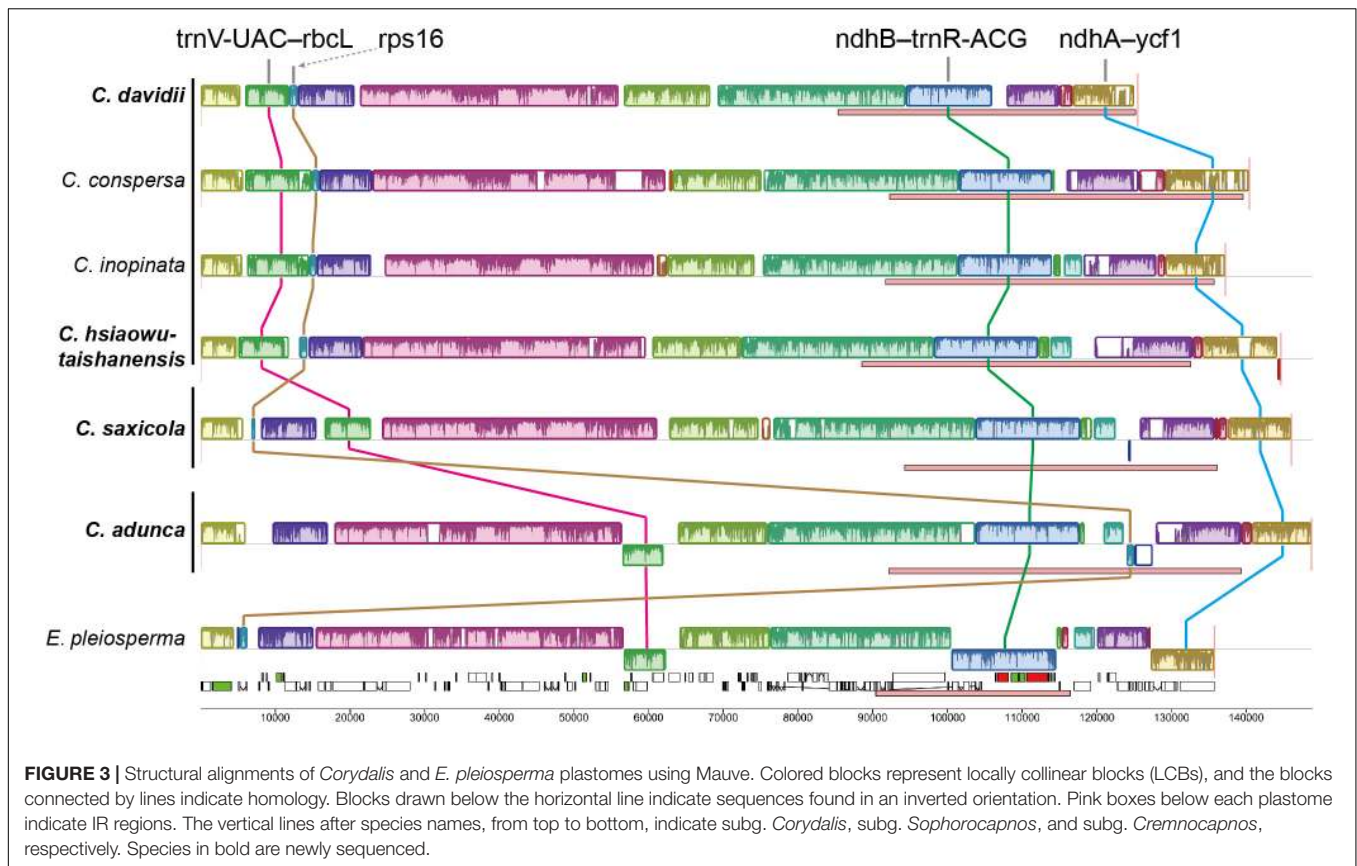 trnV-UAC–rbcL rps16 ndhB–trnR-ACG ndhA–ycf1
C. davidii
C. conspersa
C. inopinata
C. hsiaowu-
taishanensis
C. saxicola
C. adunca
E. pleiosperma
10000 20000 30000 40000 50000 60000 70000 80000 90000 100000 110000 120000 130000 140000
FIGURE 3 | Structural alignments of Corydalis and E. pleiosperma plastomes using Mauve. Colored blocks represent locally collinear blocks (LCBs), and the blocks
connected by lines indicate homology. Blocks drawn below the horizontal line indicate sequences found in an inverted orientation. Pink boxes below each plastome
indicate IR regions. The vertical lines after species names, from top to bottom, indicate subg. Corydalis, subg. Sophorocapnos, and subg. Cremnocapnos,
respectively. Species in bold are newly sequenced.